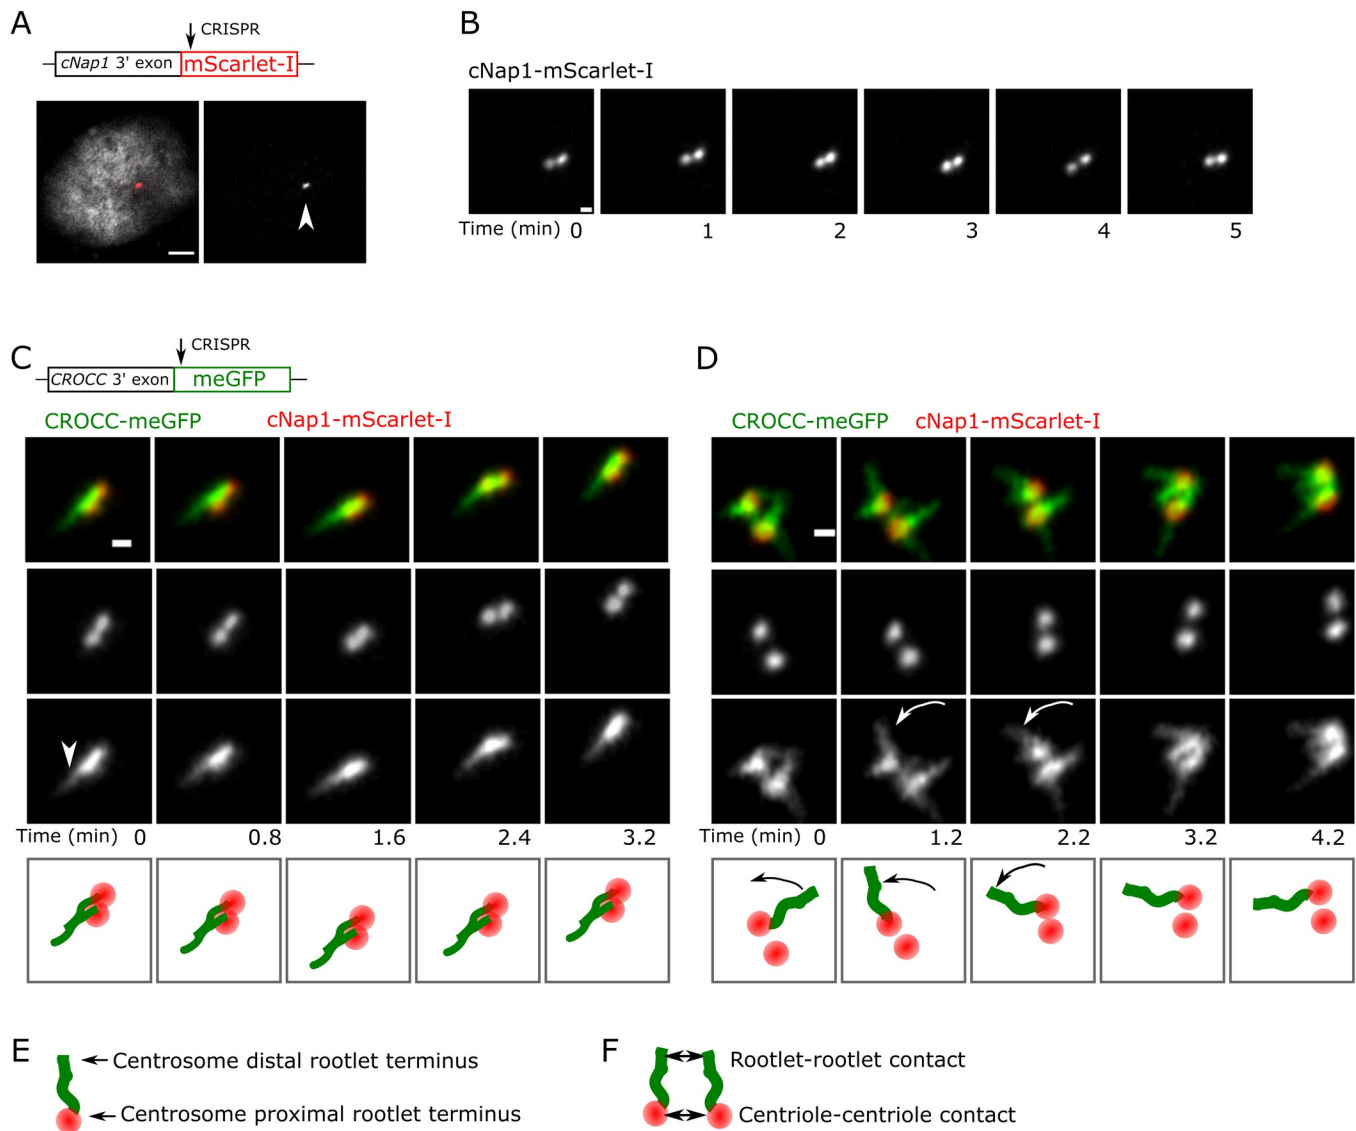 A
CRISPR
cNap1 3' exon mScarlet-I
B
cNap1-mScarlet-I
Time (min) 0 1 2 3 4 5
C
CRISPR
CROCC 3' exon meGFP
CROCC-meGFP cNap1-mScarlet-I
Time (min) 0 0.8 1.6 2.4 3.2
D
CROCC-meGFP cNap1-mScarlet-I
Time (min) 0 1.2 2.2 3.2 4.2
E
Centrosome distal rootlet terminus
Centrosome proximal rootlet terminus
F
Rootlet-rootlet contact
Centriole-centriole contact